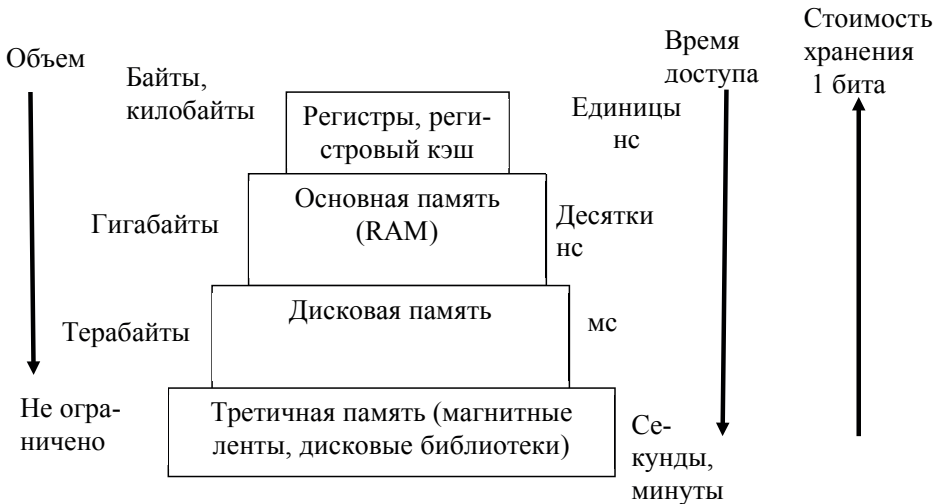 Объем
Байты,
килобайты
Регистры, реги-
стровый кэш
Единицы
нс
Время
доступа
Стоимость
хранения
1 бита
Гигабайты
Основная память
(RAM)
Десятки
нс
Терабайты
Дисковая память
мс
Не огра-
ничено
Третичная память (магнитные
ленты, дисковые библиотеки)
Се-
кунды,
минуты